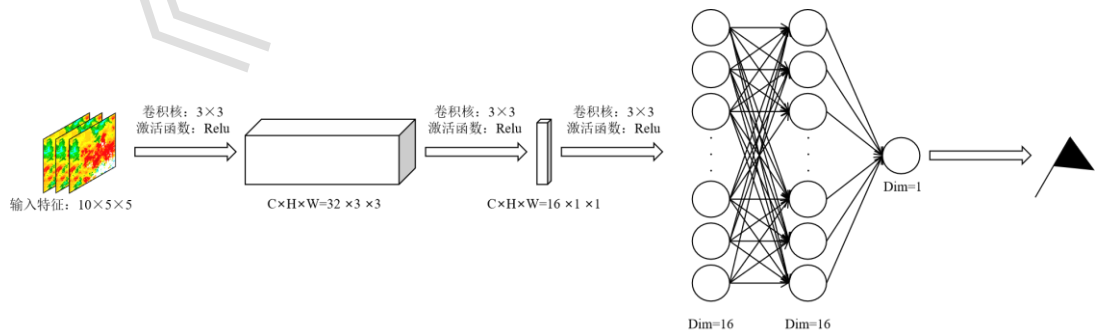 卷积核：3×3
激活函数：Relu
卷积核：3×3
激活函数：Relu
卷积核：3×3
激活函数：Relu
输入特征：10×5×5
C×H×W=32 ×3 ×3
C×H×W=16 ×1 ×1
Dim=1
Dim=16
Dim=16